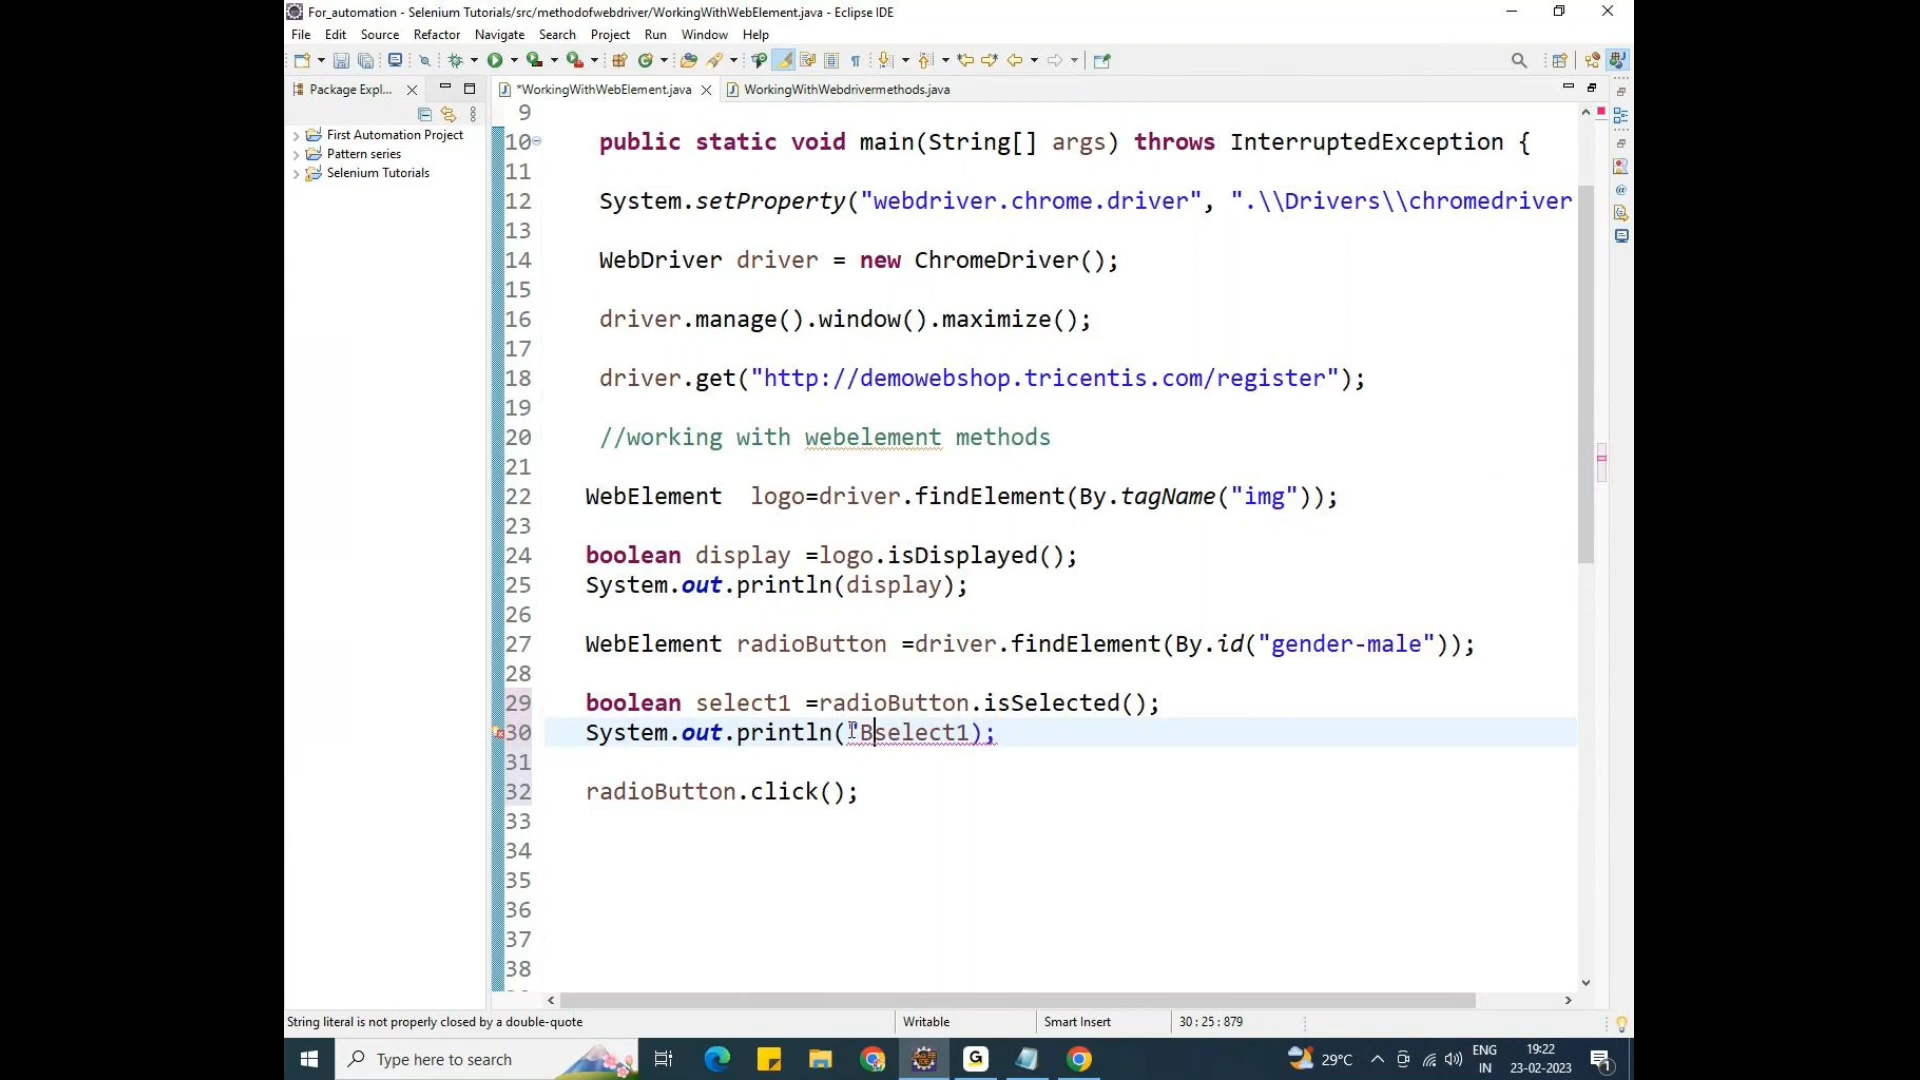 For_automation - Selenium Tutorials/src/methodofwebdriver/WorkingWithWebElement.java - Eclipse IDE
File Edit Source Refactor Navigate Search Project Run Window Help
Package Expl...
*WorkingWithWebElement.java
WorkingWithWebdrivermethods.java
First Automation Project
Pattern series
Selenium Tutorials
9
10 public static void main(String[] args) throws InterruptedException {
11
12 System.setProperty("webdriver.chrome.driver", ".\\Drivers\\chromedriver
13
14 WebDriver driver = new ChromeDriver();
15
16 driver.manage().window().maximize();
17
18 driver.get("http://demowebshop.tricentis.com/register");
19
20 //working with webelement methods
21
22 WebElement logo=driver.findElement(By.tagName("img"));
23
24 boolean display =logo.isDisplayed();
25 System.out.println(display);
26
27 WebElement radioButton =driver.findElement(By.id("gender-male"));
28
29 boolean select1 =radioButton.isSelected();
30 System.out.println("Bselect1);
31
32 radioButton.click();
33
34
35
36
37
38
String literal is not properly closed by a double-quote
Writable
Smart Insert
30 : 25 : 879
Type here to search
29°C
ENG
IN
19:22
23-02-2023
1